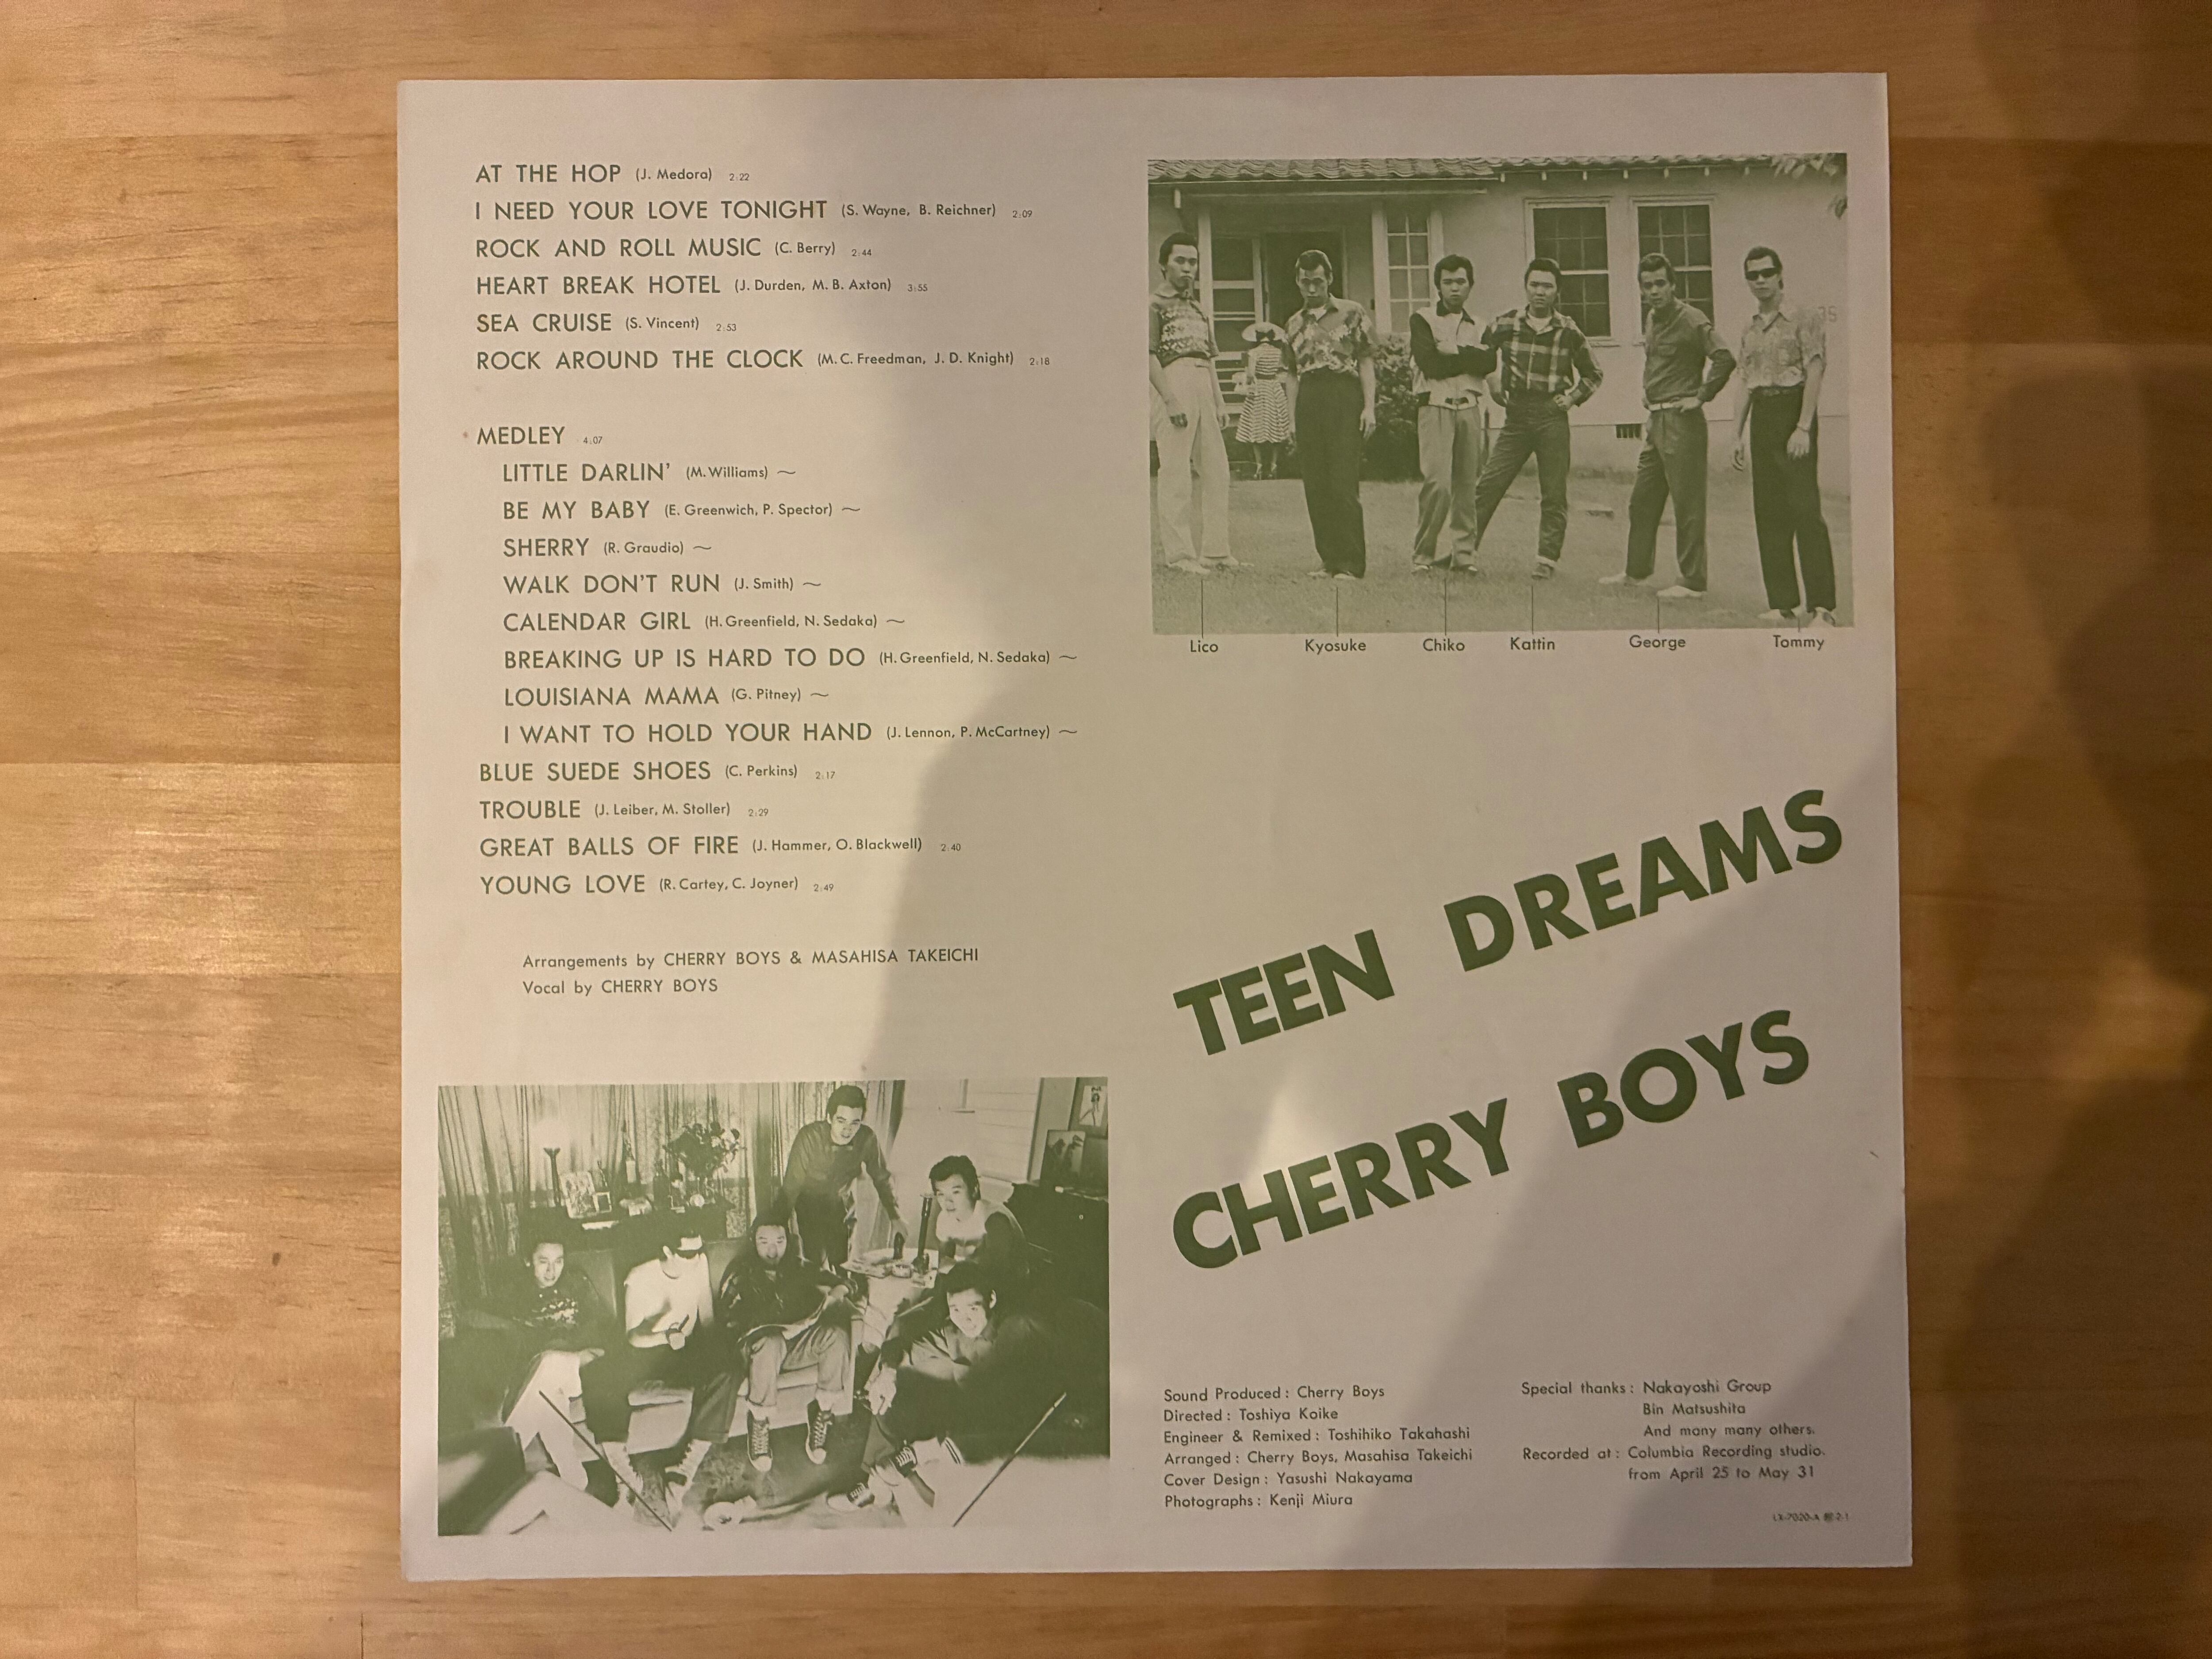 AT THE HOP (J. Medora) 2:22
I NEED YOUR LOVE TONIGHT (S. Wayne, B. Reichner) 2:09
ROCK AND ROLL MUSIC (C. Berry) 2:44
HEART BREAK HOTEL (J. Durden, M. B. Axton) 3:55
SEA CRUISE (S. Vincent) 2:53
ROCK AROUND THE CLOCK (M. C. Freedman, J. D. Knight) 2:18
MEDLEY 4:07
LITTLE DARLIN' (M. Williams) ~
BE MY BABY (E. Greenwich, P. Spector) ~
SHERRY (R. Graudio) ~
WALK DON'T RUN (J. Smith) ~
CALENDAR GIRL (H. Greenfield, N. Sedaka) ~
BREAKING UP IS HARD TO DO (H. Greenfield, N. Sedaka) ~
LOUISIANA MAMA (G. Pitney) ~
I WANT TO HOLD YOUR HAND (J. Lennon, P. McCartney) ~
BLUE SUEDE SHOES (C. Perkins) 2:17
TROUBLE (J. Leiber, M. Stoller) 2:29
GREAT BALLS OF FIRE (J. Hammer, O. Blackwell) 2:40
YOUNG LOVE (R. Cartey, C. Joyner) 2:49
Arrangements by CHERRY BOYS & MASAHISA TAKEICHI
Vocal by CHERRY BOYS
35
Lico Kyosuke Chiko Kattin George Tommy
TEEN DREAMS
CHERRY BOYS
Sound Produced : Cherry Boys
Directed : Toshiya Koike
Engineer & Remixed : Toshihiko Takahashi
Arranged : Cherry Boys, Masahisa Takeichi
Cover Design : Yasushi Nakayama
Photographs : Kenji Miura
Special thanks : Nakayoshi Group
Bin Matsushita
And many many others.
Recorded at : Columbia Recording studio.
from April 25 to May 31
LX-7020-A